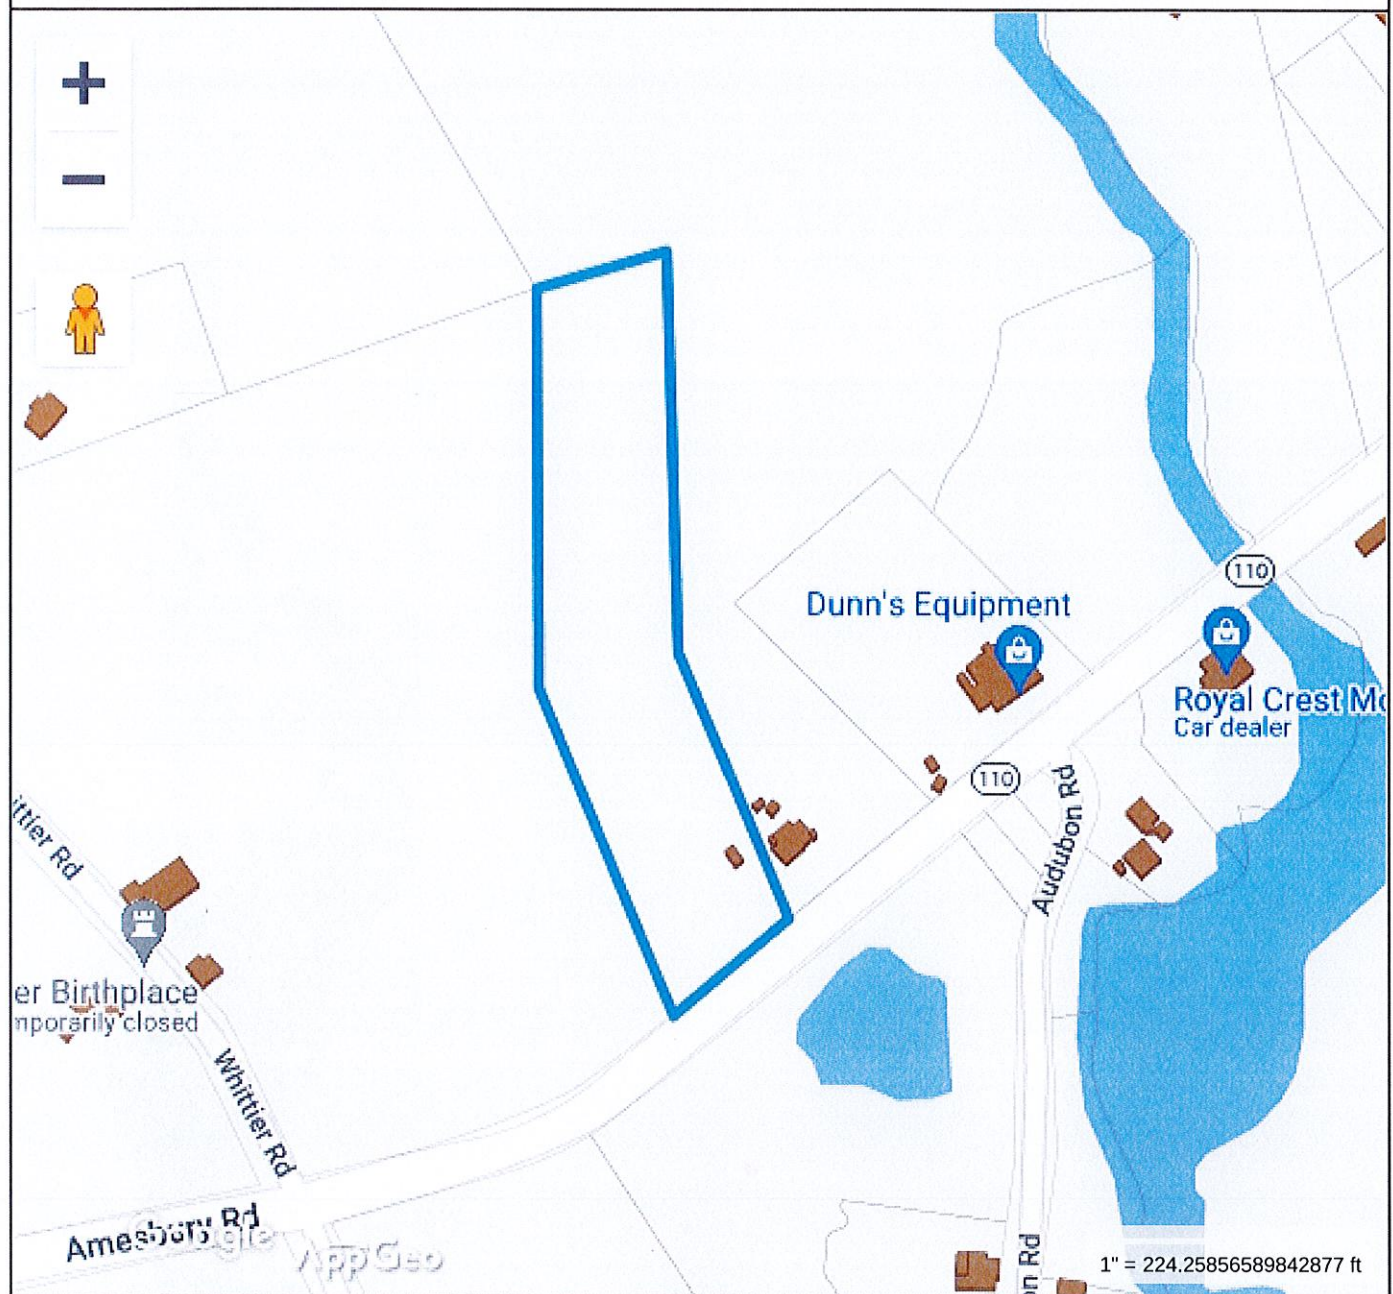 110
Dunn's Equipment
Royal Crest Mo
Car dealer
110
Audubon Rd
ittier Rd
er Birthplace
mporarily closed
Whittier Rd
Amesbury Rd
Google
AppGeo
on Rd
1" = 224.25856589842877 ft